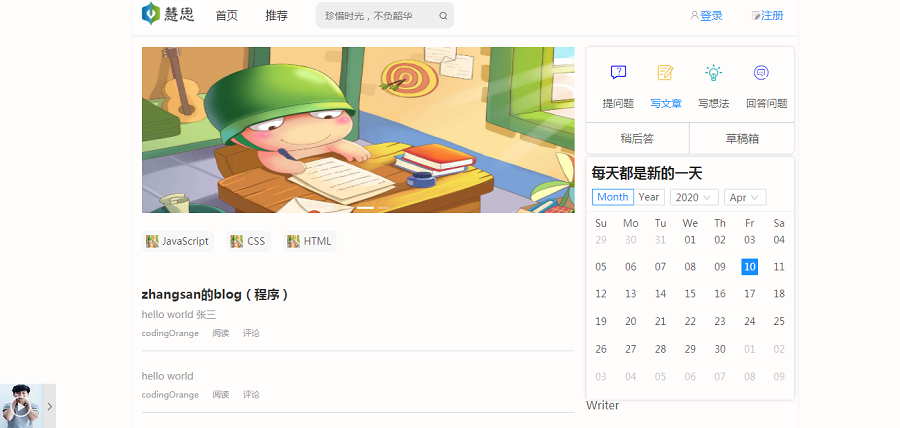 慧思 首页 推荐 珍惜时光，不负韶华 登录 注册
提问题 写文章 写想法 回答问题
稍后答 草稿箱
每天都是新的一天
Month Year 2020 Apr
Su Mo Tu We Th Fr Sa
29 30 31 01 02 03 04
05 06 07 08 09 10 11
12 13 14 15 16 17 18
19 20 21 22 23 24 25
26 27 28 29 30 01 02
03 04 05 06 07 08 09
Writer
JavaScript CSS HTML
zhangsan的blog（程序）
hello world 张三
codingOrange 阅读 评论
hello world
codingOrange 阅读 评论